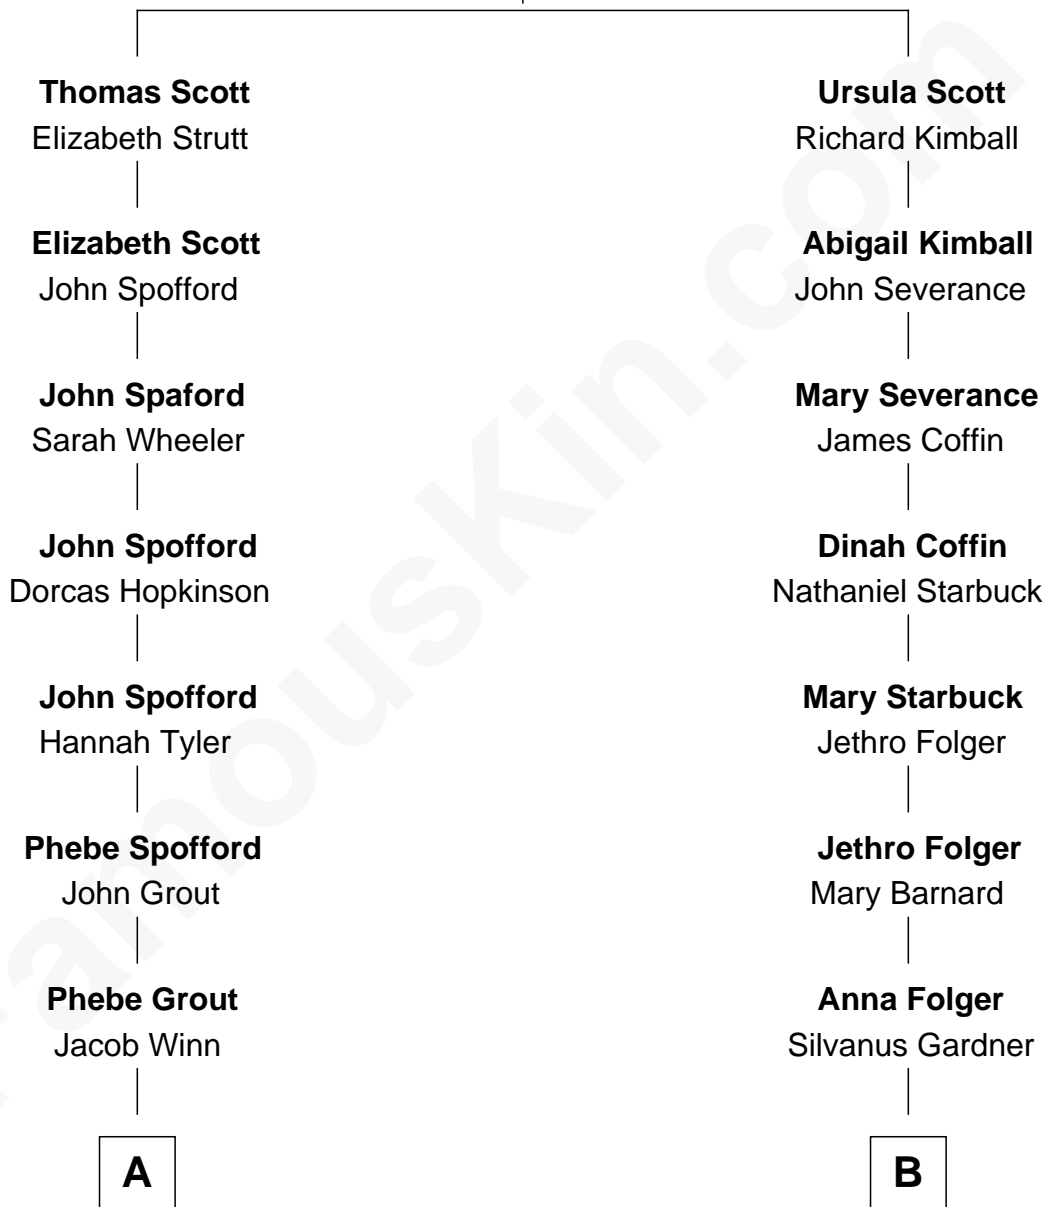 Thomas Scott
Elizabeth Strutt
Elizabeth Scott
John Spofford
John Spaford
Sarah Wheeler
John Spofford
Dorcas Hopkinson
John Spofford
Hannah Tyler
Phebe Spofford
John Grout
Phebe Grout
Jacob Winn
A
Ursula Scott
Richard Kimball
Abigail Kimball
John Severance
Mary Severance
James Coffin
Dinah Coffin
Nathaniel Starbuck
Mary Starbuck
Jethro Folger
Jethro Folger
Mary Barnard
Anna Folger
Silvanus Gardner
B
FamousKin.com